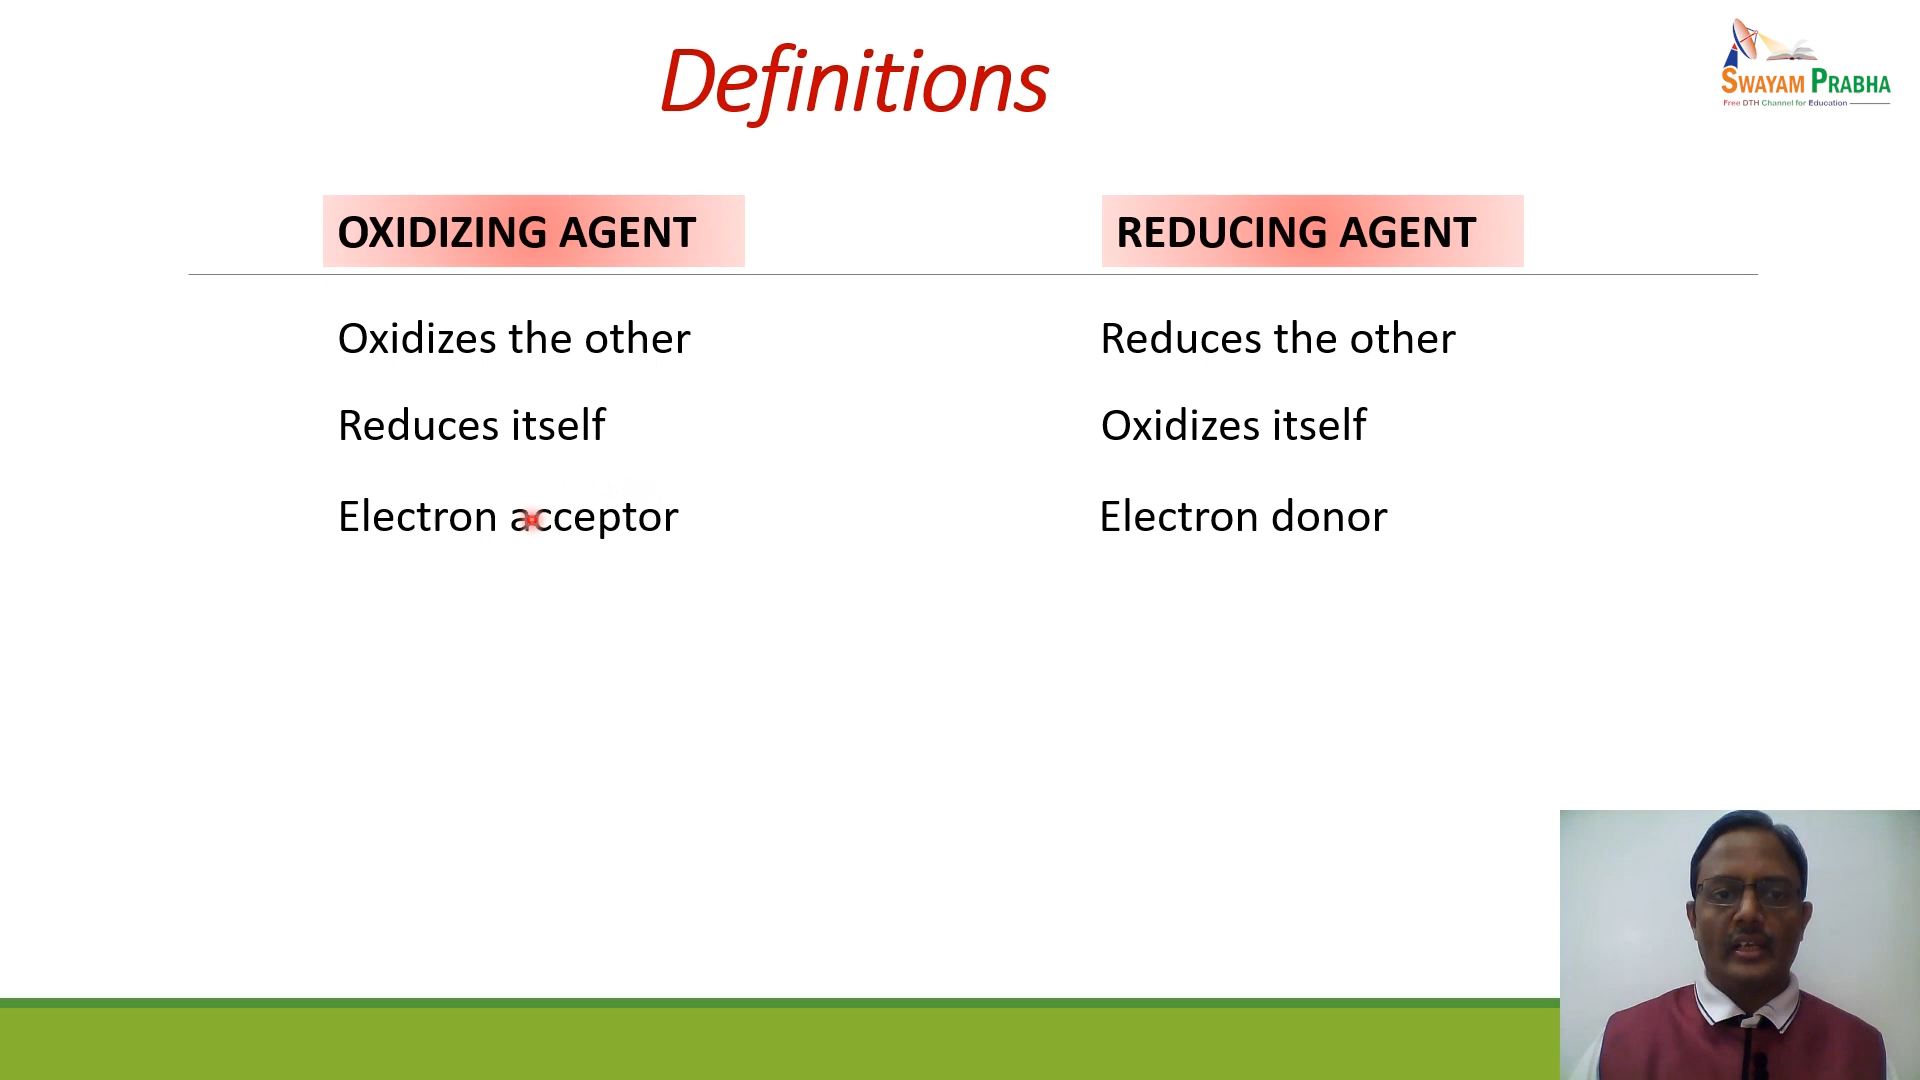 Definitions
SWAYAM PRABHA
Free DTH Channel for Education
OXIDIZING AGENT
REDUCING AGENT
Oxidizes the other
Reduces the other
Reduces itself
Oxidizes itself
Electron acceptor
Electron donor